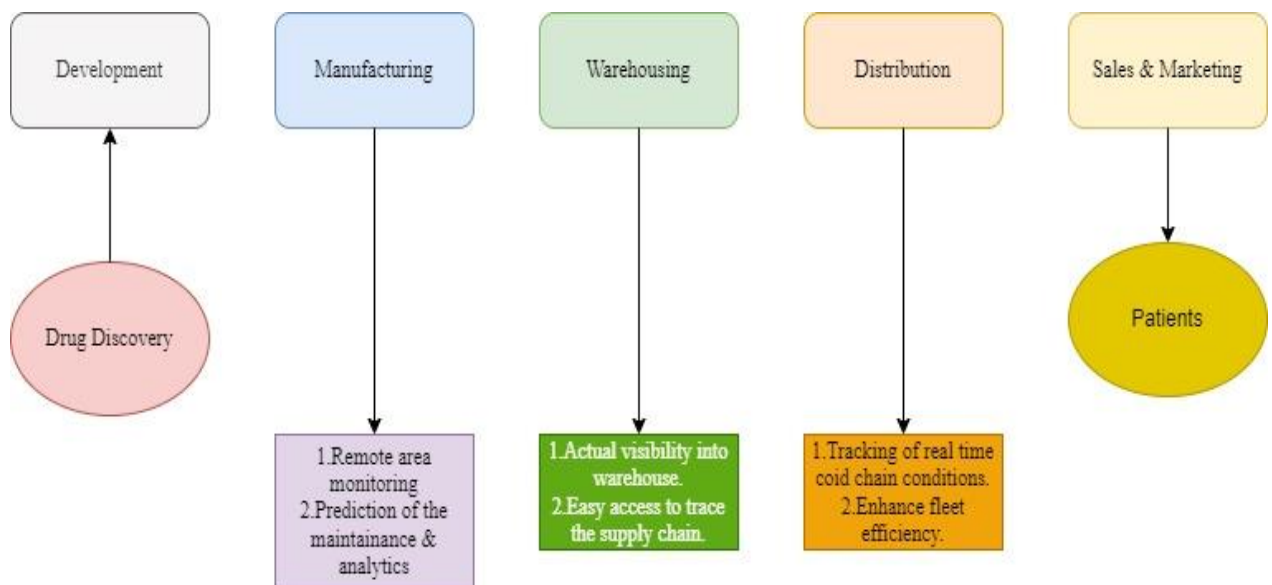 Development
Manufacturing
Warehousing
Distribution
Sales & Marketing
Drug Discovery
Patients
1.Remote area
monitoring
2.Prediction of the
maintainance &
analytics
1.Actual visibility into
warehouse.
2.Easy access to trace
the supply chain.
1.Tracking of real time
coid chain conditions.
2.Enhance fleet
efficiency.